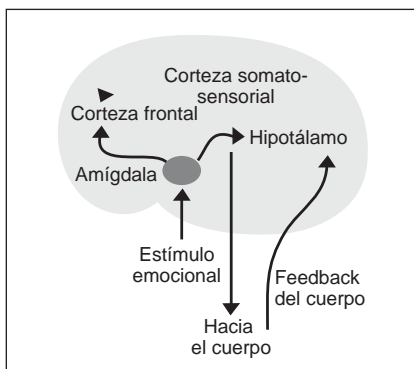 Corteza somato-
sensorial
Corteza frontal
Hipotálamo
Amígdala
Estímulo
emocional
Feedback
del cuerpo
Hacia
el cuerpo